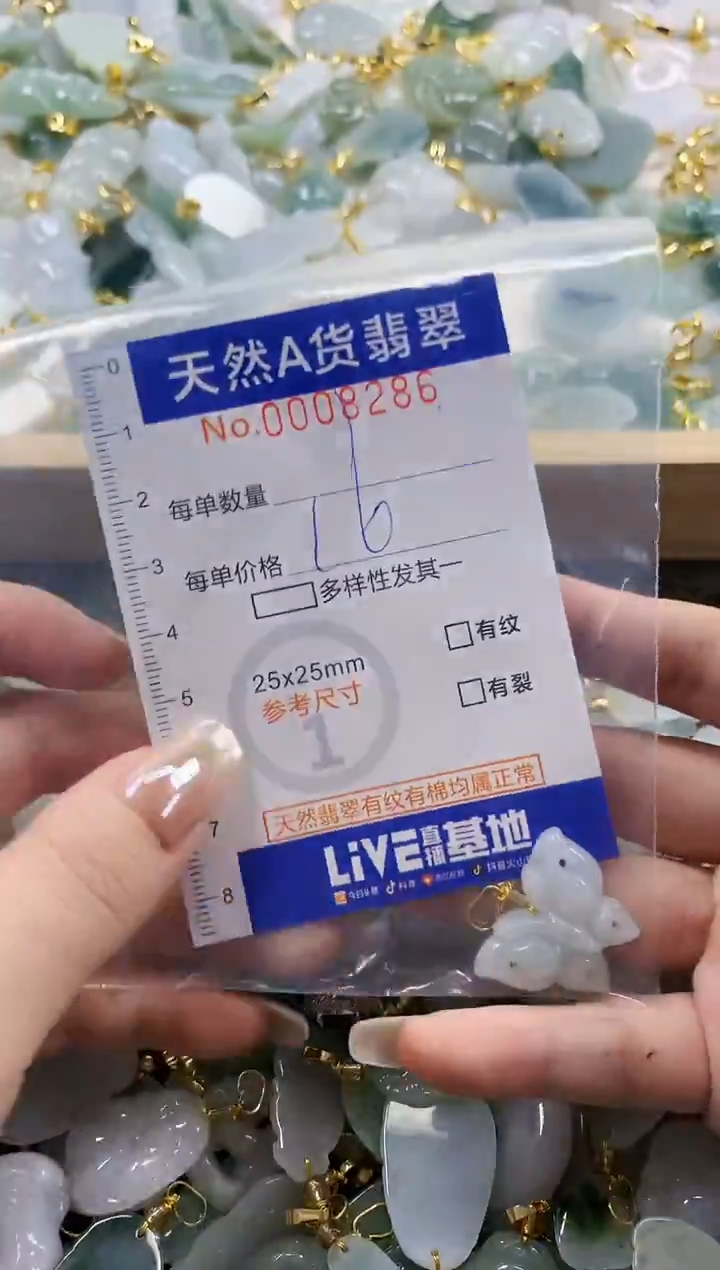 天然A货翡翠
No.0008286
每单数量
每单价格 16
多样性发其一
有纹
有裂
25x25mm
参考尺寸
1
天然翡翠有纹有棉均属正常
LiVE直播基地
抖音
0
1
2
3
4
5
7
8